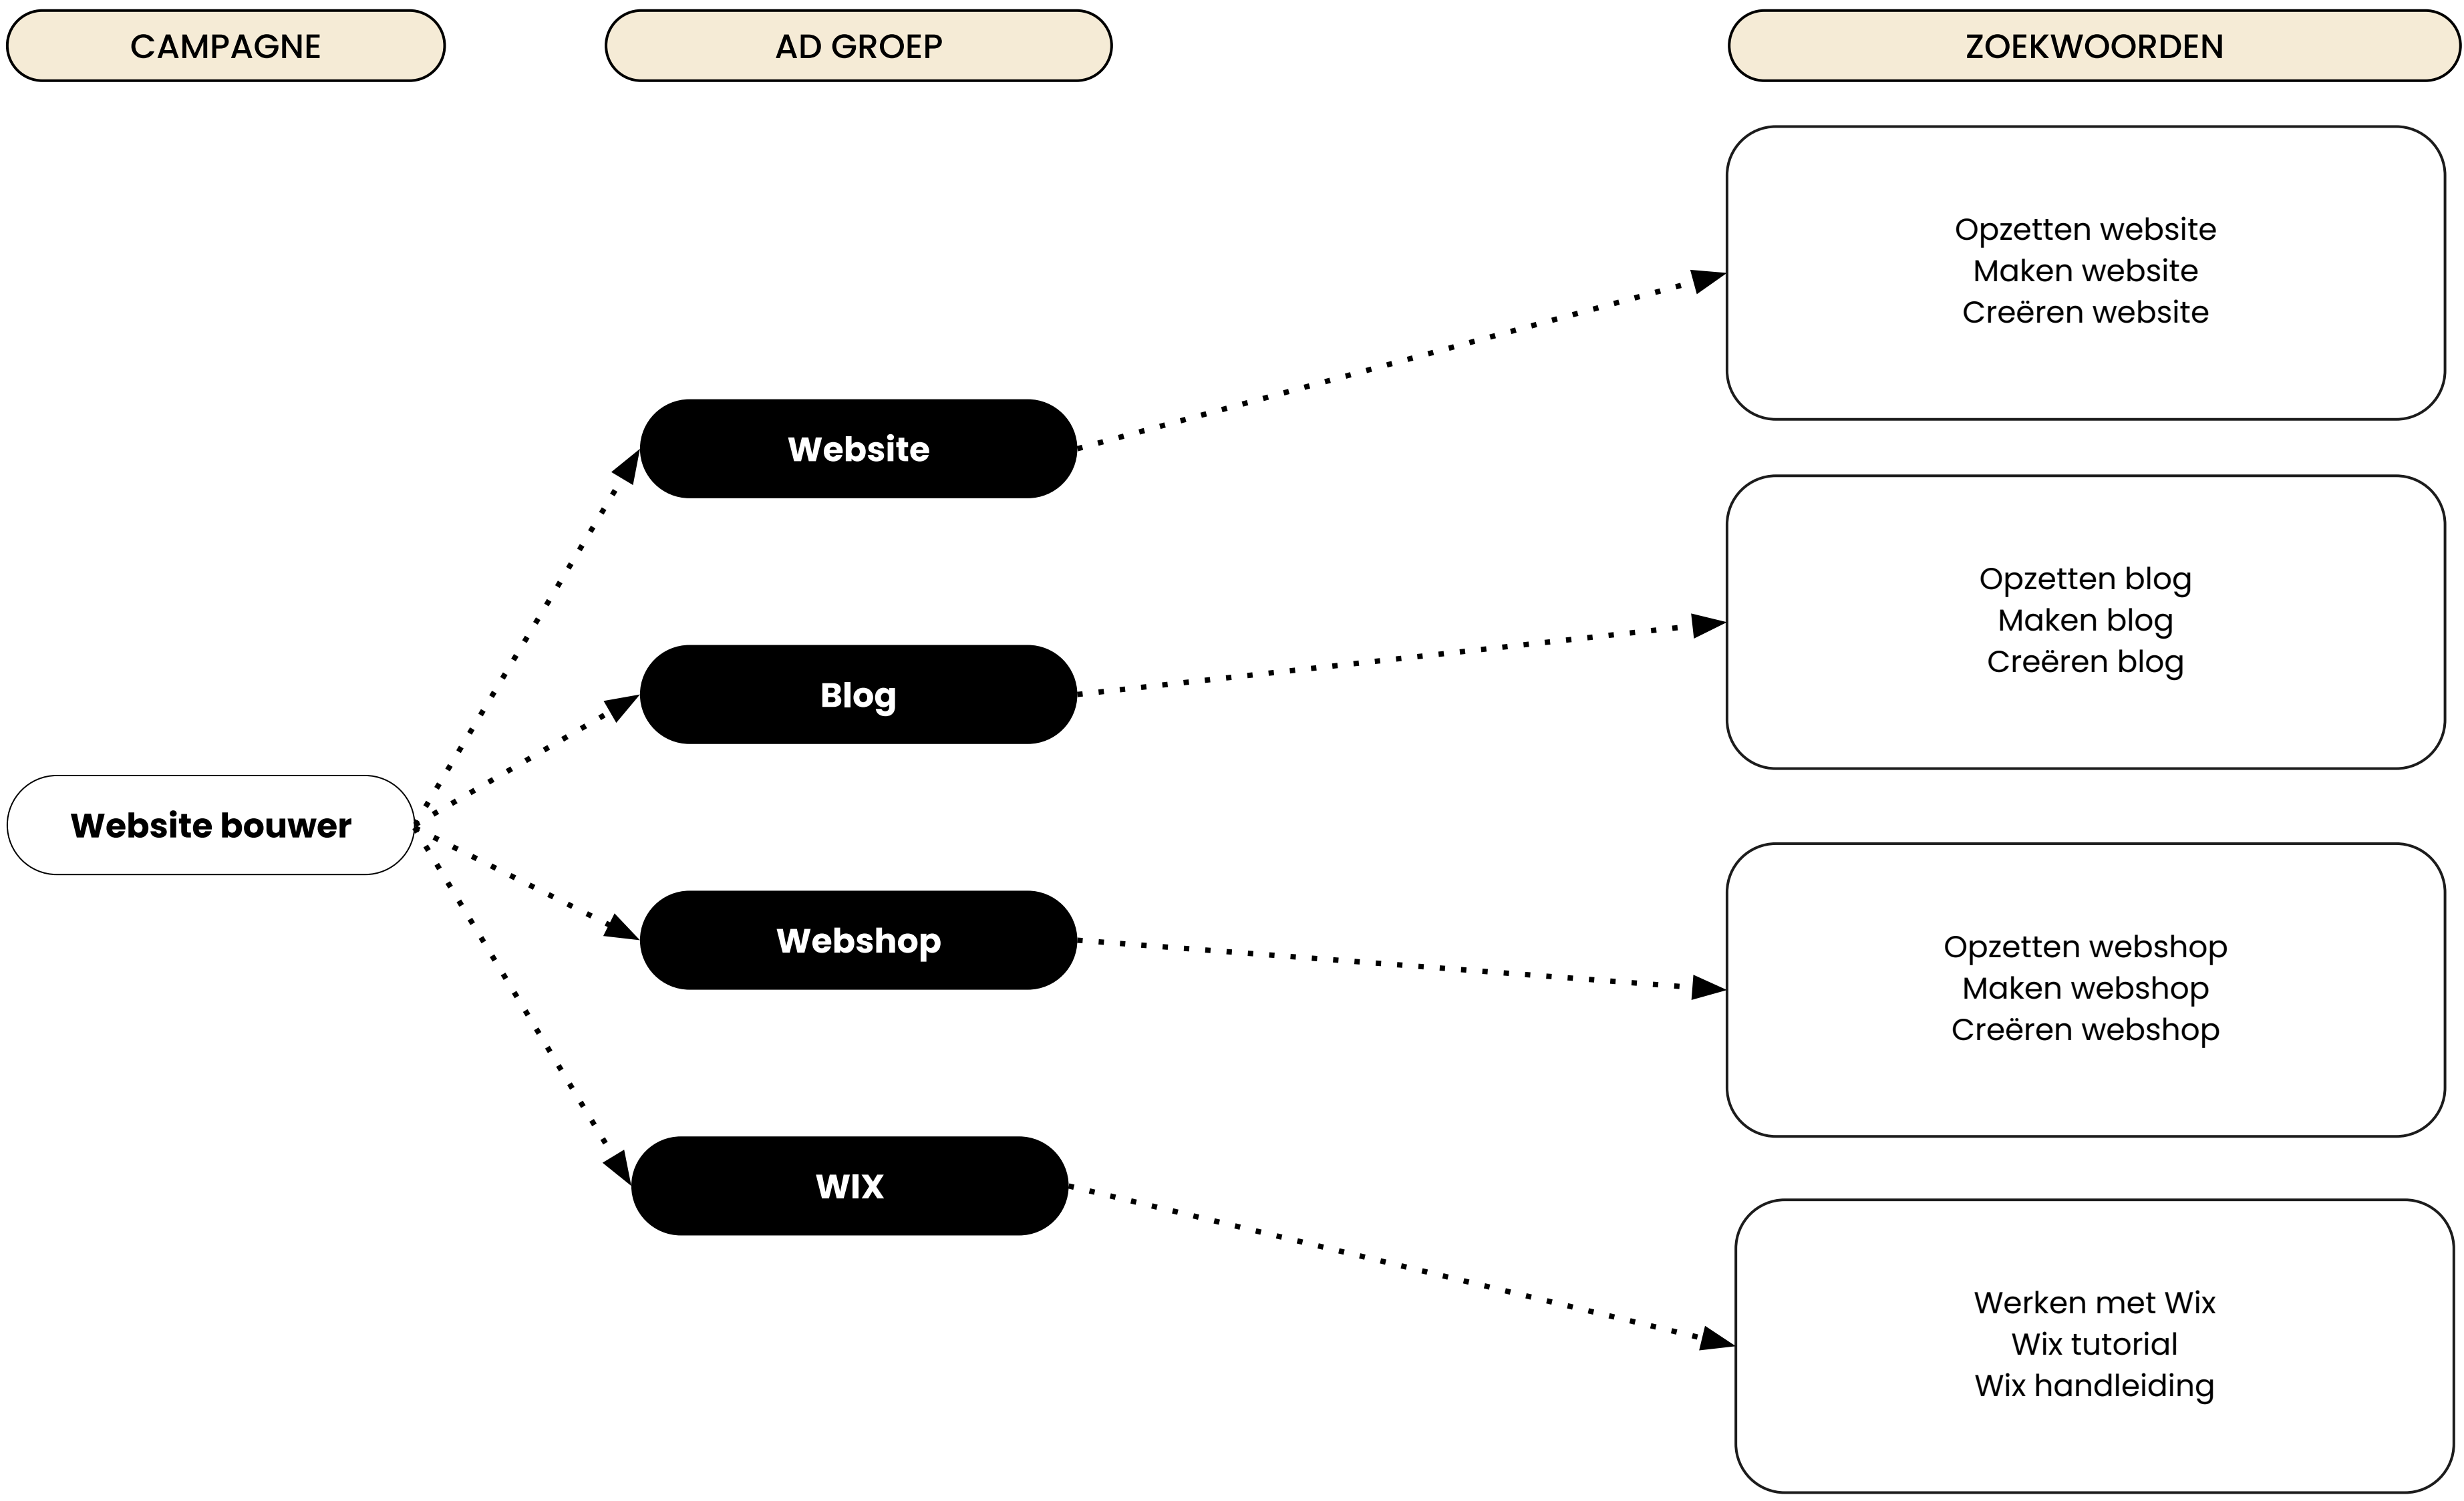 CAMPAGNE
AD GROEP
ZOEKWOORDEN
Website bouwer
Website
Blog
Webshop
WIX
Opzetten website
Maken website
Creëren website
Opzetten blog
Maken blog
Creëren blog
Opzetten webshop
Maken webshop
Creëren webshop
Werken met Wix
Wix tutorial
Wix handleiding